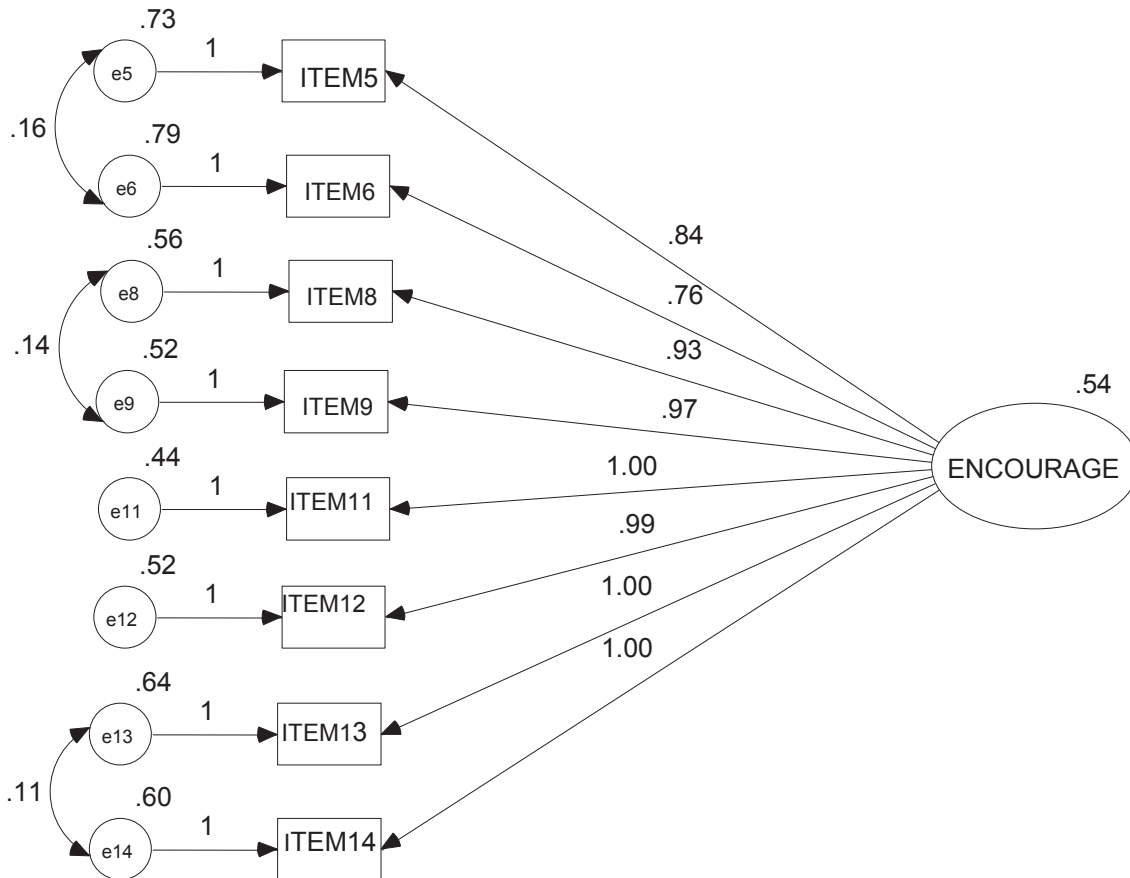 .73
1
e5
ITEM5
.16
.79
1
e6
ITEM6
.84
.56
1
e8
ITEM8
.76
.14
.52
1
e9
ITEM9
.93
.97
.54
ENCOURAGE
.44
1
e11
ITEM11
1.00
.52
1
e12
ITEM12
.99
1.00
.64
1
e13
ITEM13
1.00
.11
.60
1
e14
ITEM14